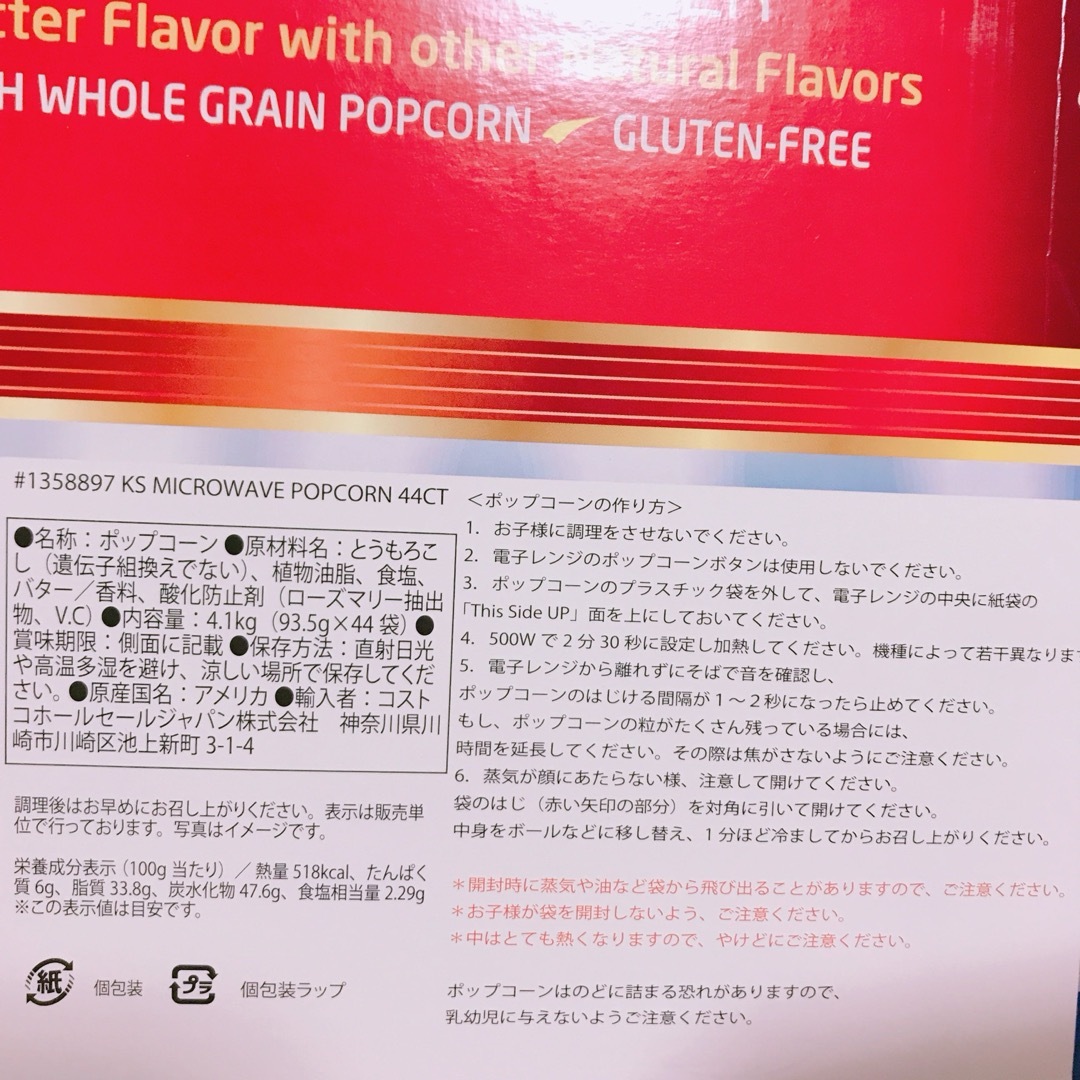 tter Flavor with other Natural Flavors
H WHOLE GRAIN POPCORN GLUTEN-FREE
#1358897 KS MICROWAVE POPCORN 44CT
●名称：ポップコーン ●原材料名：とうもろこ
し（遺伝子組換えでない）、植物油脂、食塩、
バター／香料、酸化防止剤（ローズマリー抽出
物、V.C）●内容量：4.1kg（93.5g×44 袋）●
賞味期限：側面に記載 ●保存方法：直射日光
や高温多湿を避け、涼しい場所で保存してくだ
さい。●原産国名：アメリカ ●輸入者：コスト
コホールセールジャパン株式会社　神奈川県川
崎市川崎区池上新町 3-1-4
調理後はお早めにお召し上がりください。表示は販売単
位で行っております。写真はイメージです。
栄養成分表示（100g 当たり）／熱量 518kcal、たんぱく
質 6g、脂質 33.8g、炭水化物 47.6g、食塩相当量 2.29g
※この表示値は目安です。
紙 個包装 プラ 個包装ラップ
＜ポップコーンの作り方＞
1. お子様に調理をさせないでください。
2. 電子レンジのポップコーンボタンは使用しないでください。
3. ポップコーンのプラスチック袋を外して、電子レンジの中央に紙袋の
「This Side UP」面を上にしておいてください。
4. 500W で 2 分 30 秒に設定し加熱してください。機種によって若干異なります
5. 電子レンジから離れずにそばで音を確認し、
ポップコーンのはじける間隔が 1～2 秒になったら止めてください。
もし、ポップコーンの粒がたくさん残っている場合には、
時間を延長してください。その際は焦がさないようにご注意ください。
6. 蒸気が顔にあたらない様、注意して開けてください。
袋のはじ（赤い矢印の部分）を対角に引いて開けてください。
中身をボールなどに移し替え、1 分ほど冷ましてからお召し上がりください。
＊開封時に蒸気や油など袋から飛び出ることがありますので、ご注意ください。
＊お子様が袋を開封しないよう、ご注意ください。
＊中はとても熱くなりますので、やけどにご注意ください。
ポップコーンはのどに詰まる恐れがありますので、
乳幼児に与えないようご注意ください。